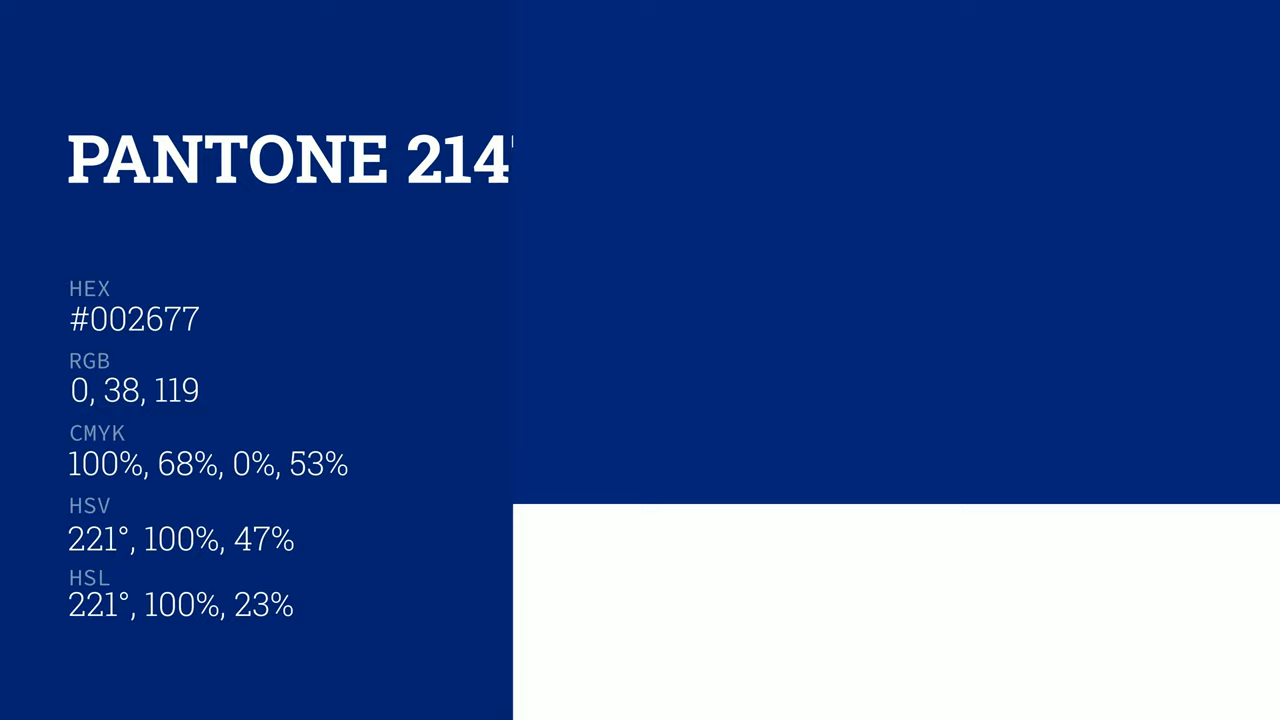 PANTONE 214
HEX
#002677
RGB
0, 38, 119
CMYK
100%, 68%, 0%, 53%
HSV
221°, 100%, 47%
HSL
221°, 100%, 23%